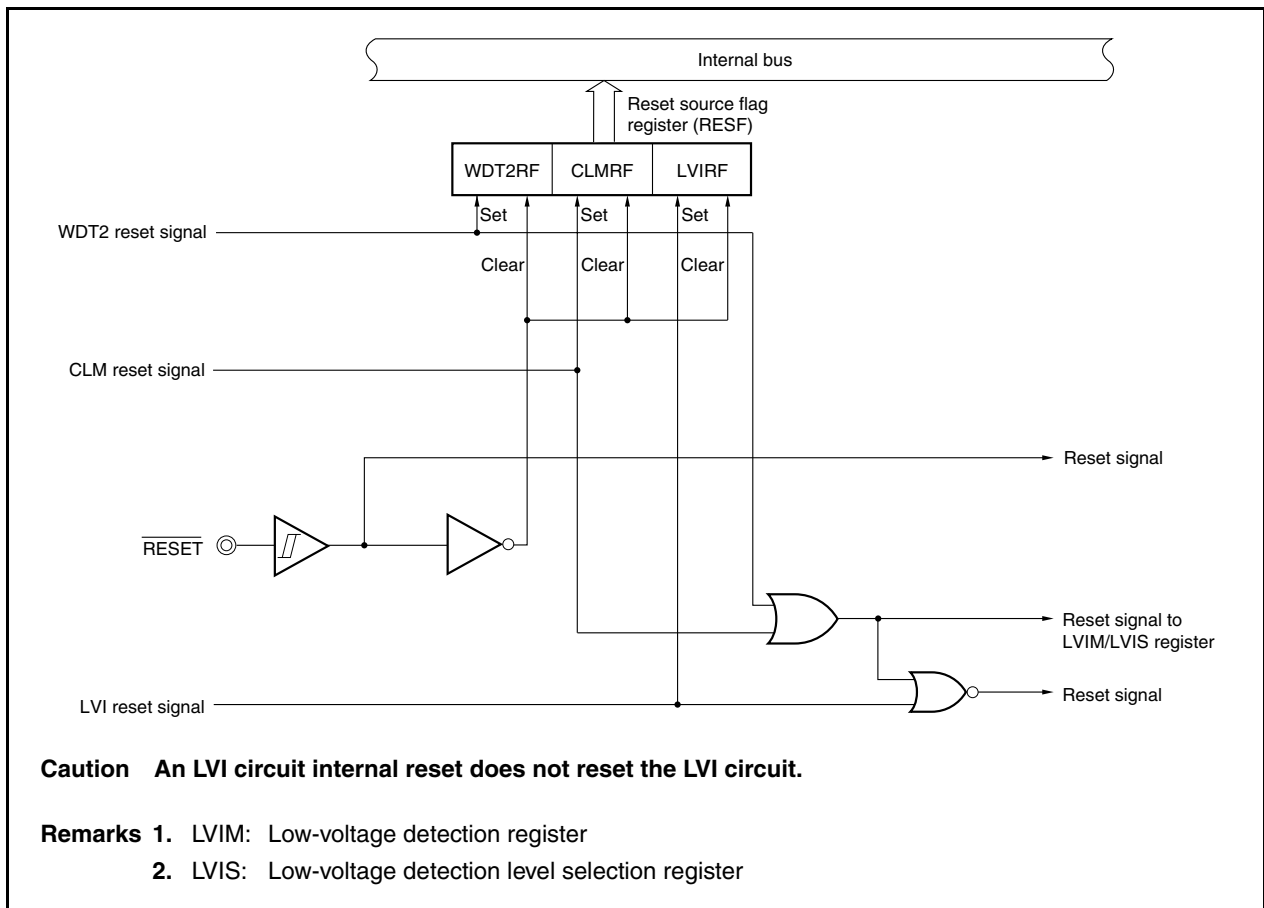 Internal bus
Reset source flag
register (RESF)
WDT2RF CLMRF LVIRF
Set Set Set
WDT2 reset signal
Clear Clear Clear
CLM reset signal
Reset signal
RESET
Reset signal to
LVIM/LVIS register
Reset signal
LVI reset signal
Caution An LVI circuit internal reset does not reset the LVI circuit.
Remarks 1. LVIM: Low-voltage detection register
2. LVIS: Low-voltage detection level selection register